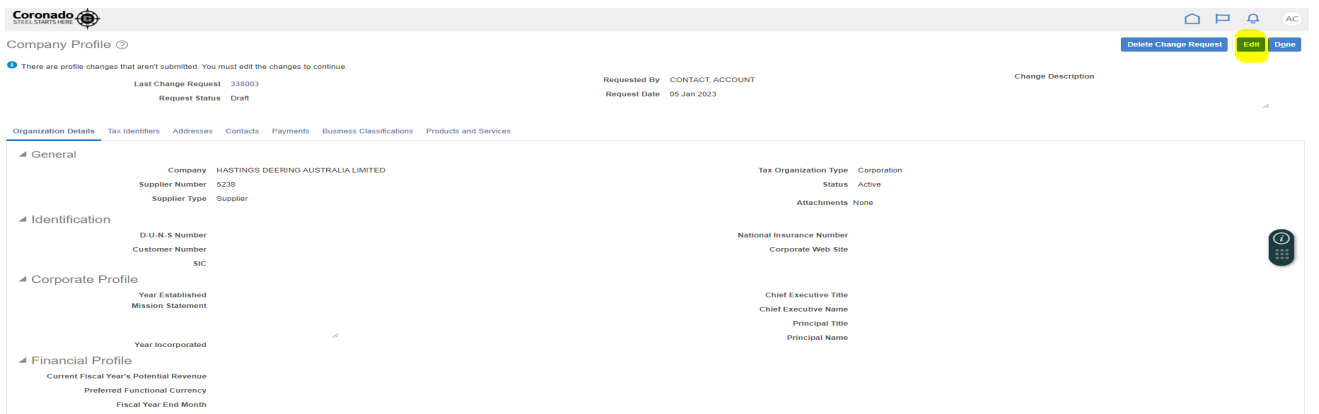 Coronado
STEEL STARTS HERE
AC
Company Profile
Delete Change Request Edit Done
There are profile changes that aren't submitted. You must edit the changes to continue.
Last Change Request 338003
Requested By CONTACT, ACCOUNT
Change Description
Request Status Draft
Request Date 05.Jan.2023
Organization Details Tax Identifiers Addresses Contacts Payments Business Classifications Products and Services
General
Company HASTINGS DEERING AUSTRALIA LIMITED
Tax Organization Type Corporation
Supplier Number 5238
Status Active
Supplier Type Supplier
Attachments None
Identification
D-U-N-S Number
National Insurance Number
Customer Number
Corporate Web Site
SIC
Corporate Profile
Year Established
Chief Executive Title
Mission Statement
Chief Executive Name
Principal Title
Principal Name
Year Incorporated
Financial Profile
Current Fiscal Year's Potential Revenue
Preferred Functional Currency
Fiscal Year End Month